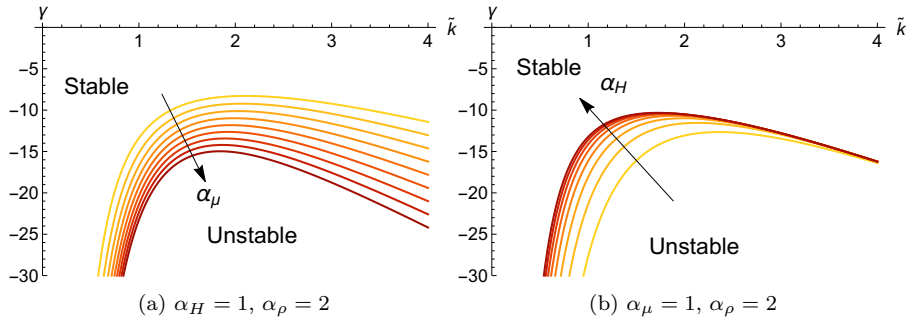 γ
1 2 3 4 k̃
−5
Stable
−10
−15
α_μ
−20
Unstable
−25
−30
(a) α_H = 1, α_ρ = 2
γ
1 2 3 4 k̃
−5
Stable
α_H
−10
−15
−20
Unstable
−25
−30
(b) α_μ = 1, α_ρ = 2